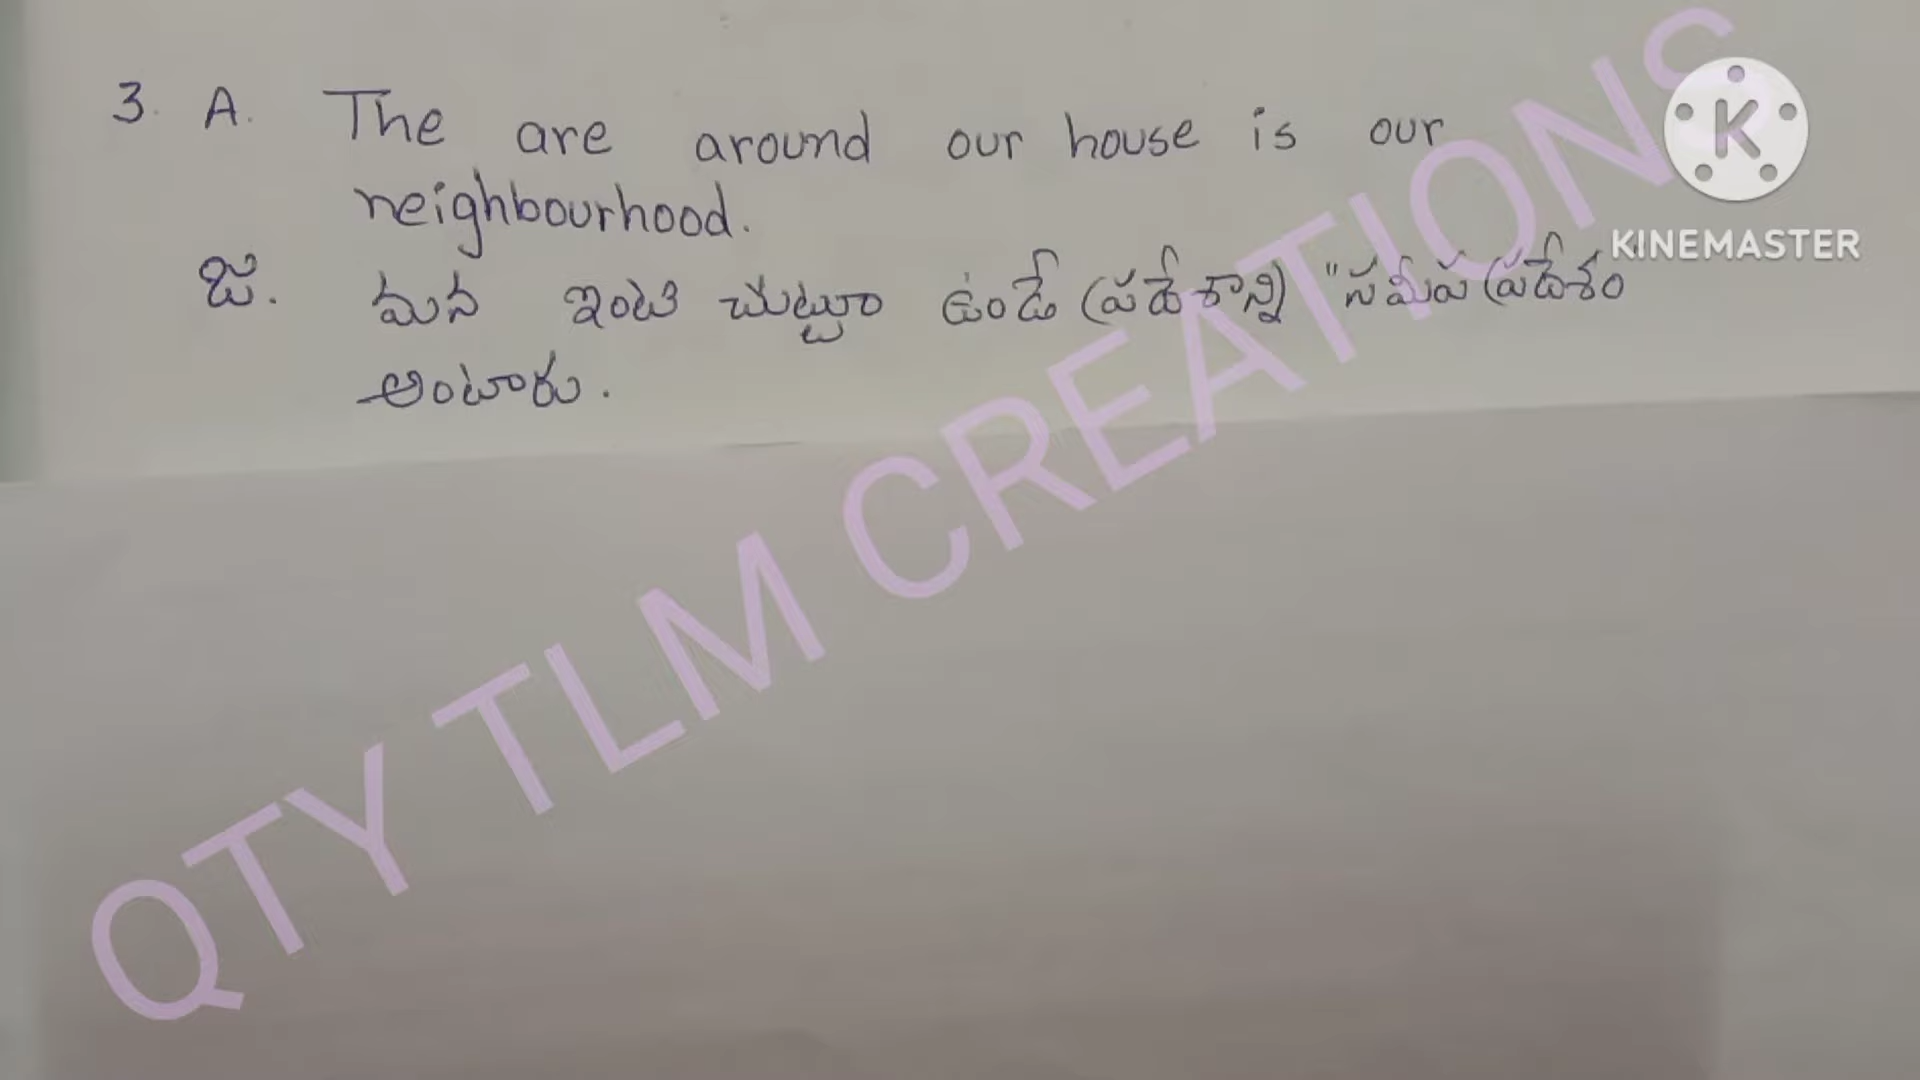 3. A. The are around our house is our
neighbourhood.
జ. మన ఇంటి చుట్టూ ఉండే ప్రదేశాన్ని "సమీప ప్రదేశం"
అంటారు.
K
KINEMASTER
QTY TLM CREATIONS